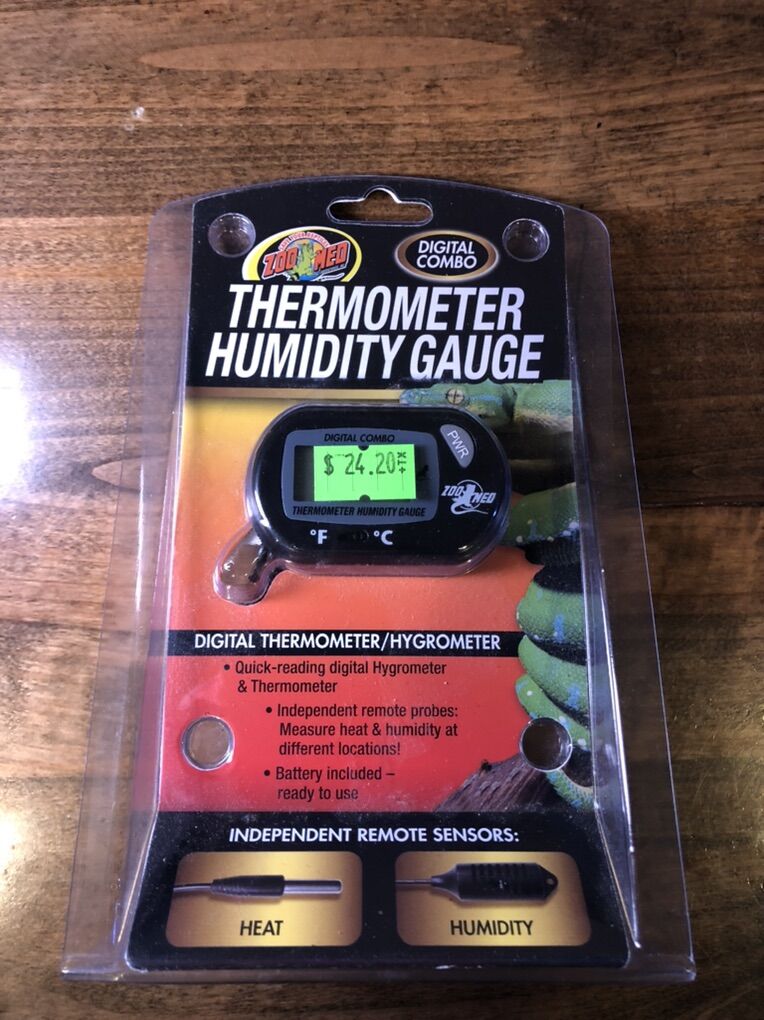 ZOO MED
DIGITAL
COMBO
THERMOMETER
HUMIDITY GAUGE
DIGITAL COMBO
$ 24.20 +TX
PWR
ZOO MED
THERMOMETER HUMIDITY GAUGE
°F °C
DIGITAL THERMOMETER/HYGROMETER
• Quick-reading digital Hygrometer
& Thermometer
• Independent remote probes:
Measure heat & humidity at
different locations!
• Battery included –
ready to use
INDEPENDENT REMOTE SENSORS:
HEAT
HUMIDITY